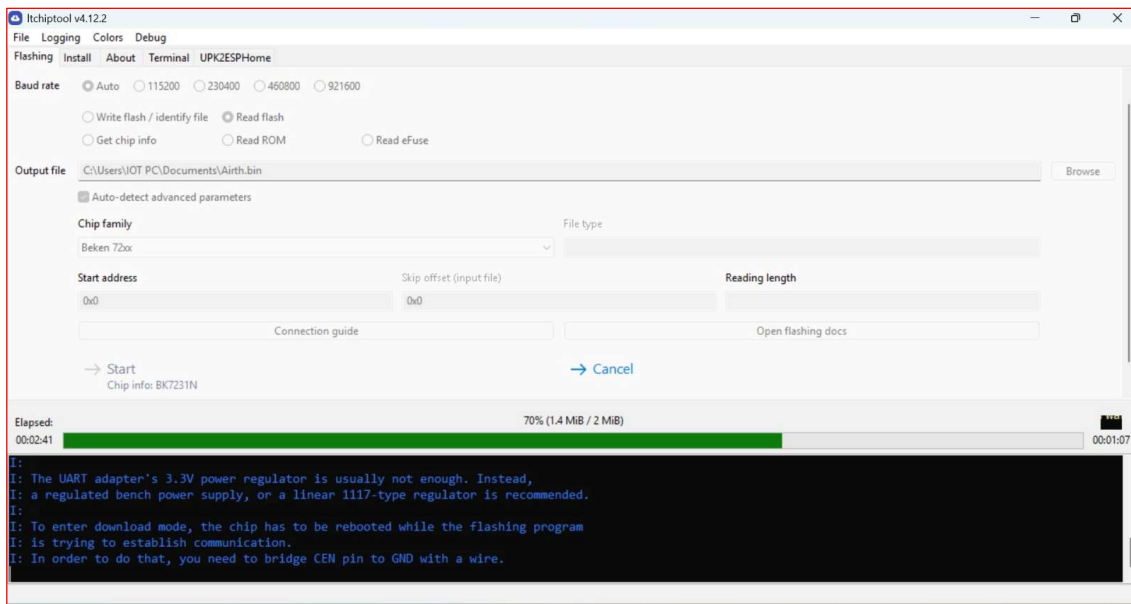 ltchiptool v4.12.2
File Logging Colors Debug
Flashing Install About Terminal UPK2ESPHome
Baud rate Auto 115200 230400 460800 921600
Write flash / identify file Read flash
Get chip info Read ROM Read eFuse
Output file C:\Users\IOT PC\Documents\Airth.bin Browse
Auto-detect advanced parameters
Chip family File type
Beken 72xx
Start address Skip offset (input file) Reading length
0x0 0x0
Connection guide Open flashing docs
Start Cancel
Chip info: BK7231N
Elapsed: 70% (1.4 MiB / 2 MiB)
00:02:41 00:01:07
I:
I: The UART adapter's 3.3V power regulator is usually not enough. Instead,
I: a regulated bench power supply, or a linear 1117-type regulator is recommended.
I:
I: To enter download mode, the chip has to be rebooted while the flashing program
I: is trying to establish communication.
I: In order to do that, you need to bridge CEN pin to GND with a wire.